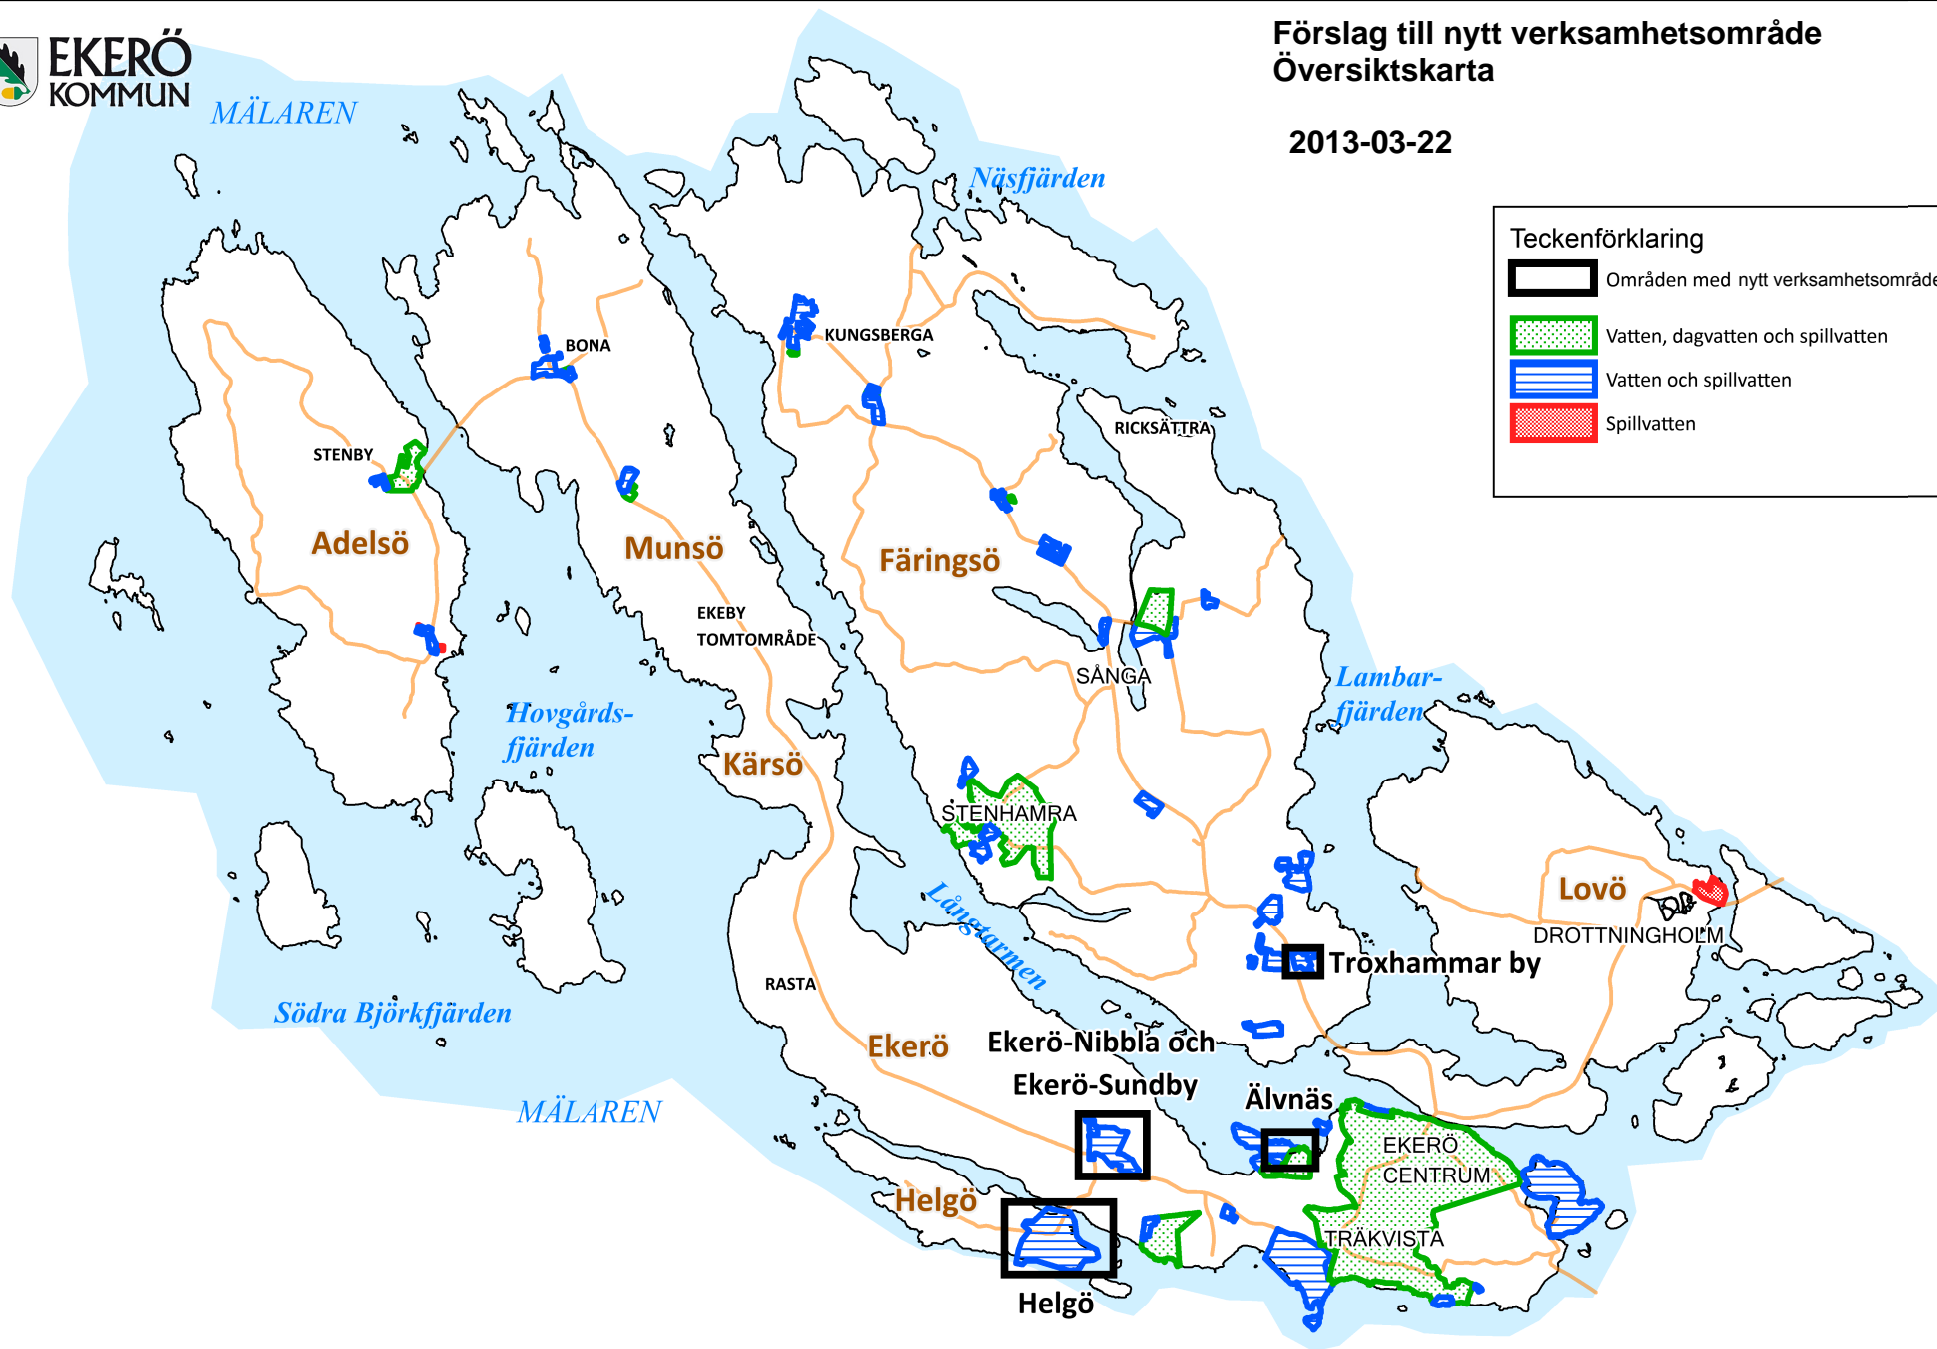 EKERÖ
KOMMUN
Förslag till nytt verksamhetsområde
Översiktskarta
2013-03-22
MÄLAREN
Näsfjärden
Teckenförklaring
Områden med nytt verksamhetsområde
Vatten, dagvatten och spillvatten
Vatten och spillvatten
Spillvatten
KUNGSBERGA
BONA
RICKSÄTTRA
STENBY
Adelsö
Munsö
Färingsö
EKEBY
TOMTOMRÅDE
SÅNGA
Lambar-
fjärden
Hovgårds-
fjärden
Kärsö
STENHAMRA
Lovö
DROTTNINGHOLM
Långtarmen
Troxhammar by
RASTA
Södra Björkfjärden
Ekerö
Ekerö-Nibbla och
Ekerö-Sundby
Älvnäs
MÄLAREN
EKERÖ
CENTRUM
Helgö
TRÄKVISTA
Helgö